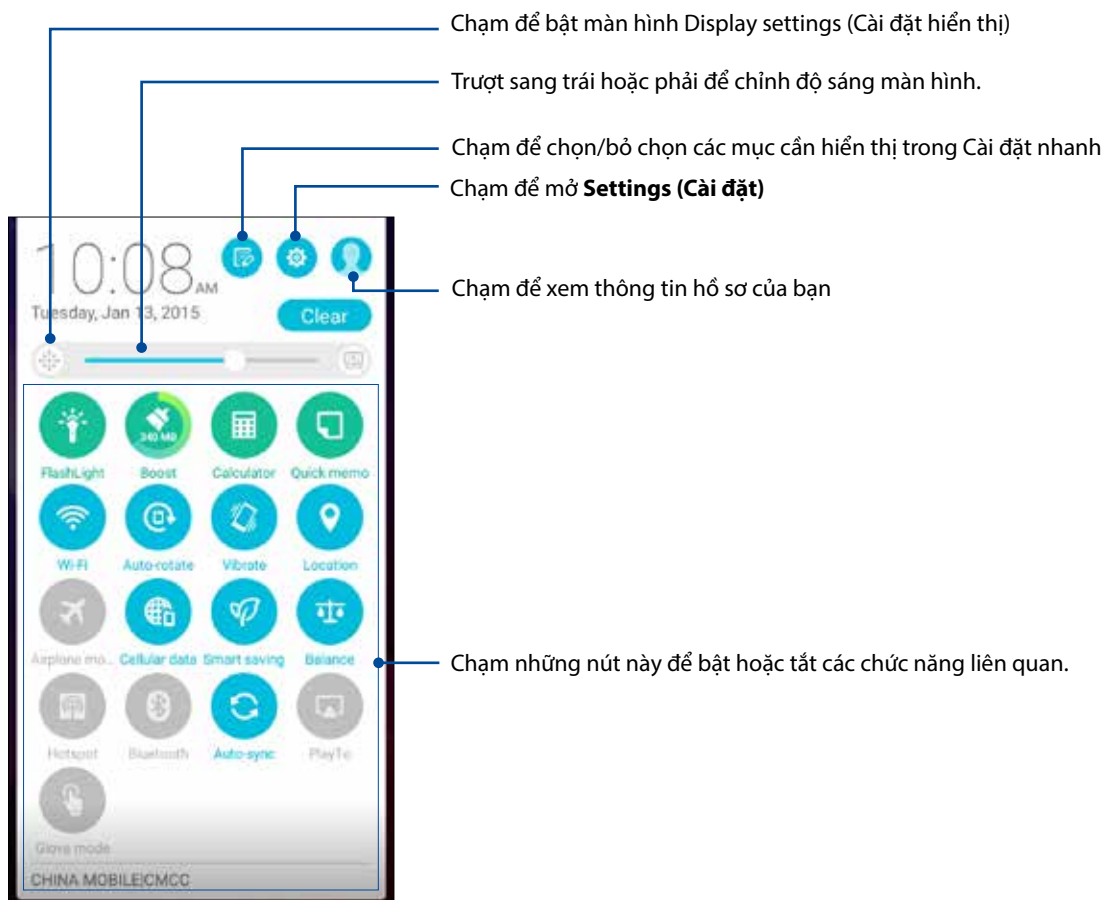 Chạm để bật màn hình Display settings (Cài đặt hiển thị)
Trượt sang trái hoặc phải để chỉnh độ sáng màn hình.
Chạm để chọn/bỏ chọn các mục cần hiển thị trong Cài đặt nhanh
Chạm để mở Settings (Cài đặt)
10:08 AM
Tuesday, Jan 13, 2015
Clear
Chạm để xem thông tin hồ sơ của bạn
340 MB
FlashLight Boost Calculator Quick memo
Wi-Fi Auto-rotate Vibrate Location
Airplane mo... Cellular data Smart saving Balance
Chạm những nút này để bật hoặc tắt các chức năng liên quan.
Hotspot Bluetooth Auto-sync PlayTo
Glove mode
CHINA MOBILE|CMCC